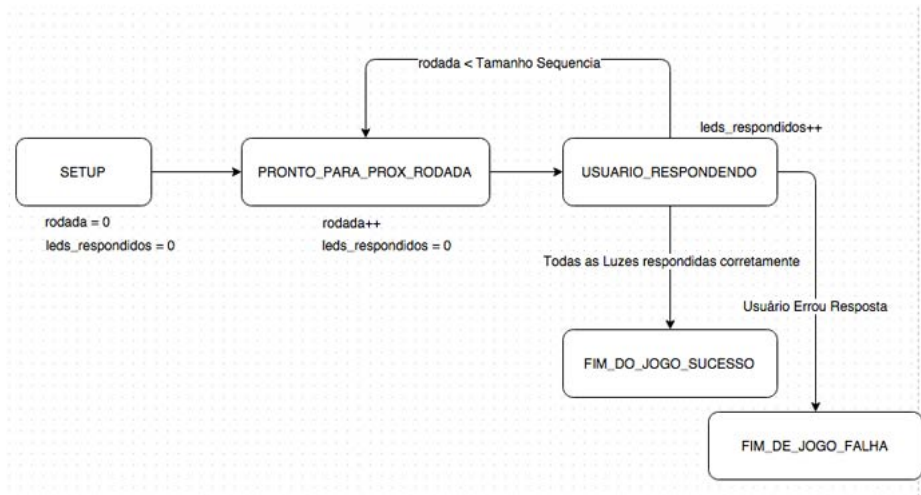 rodada < Tamanho Sequencia
leds_respondidos++
SETUP
PRONTO_PARA_PROX_RODADA
USUARIO_RESPONDENDO
rodada = 0
leds_respondidos = 0
rodada++
leds_respondidos = 0
Todas as Luzes respondidas corretamente
Usuário Errou Resposta
FIM_DO_JOGO_SUCESSO
FIM_DE_JOGO_FALHA